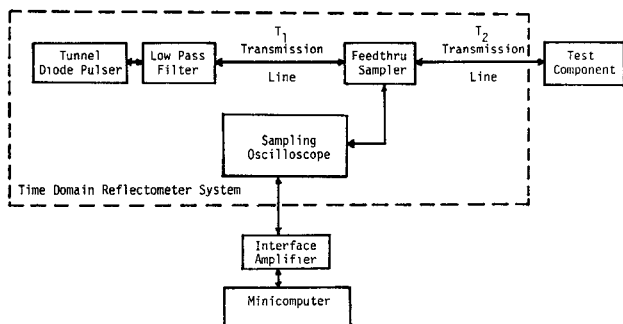 T1
T2
Tunnel
Diode Pulser
Low Pass
Filter
Transmission
Line
Feedthru
Sampler
Transmission
Line
Test
Component
Sampling
Oscilloscope
Time Domain Reflectometer System
Interface
Amplifier
Minicomputer